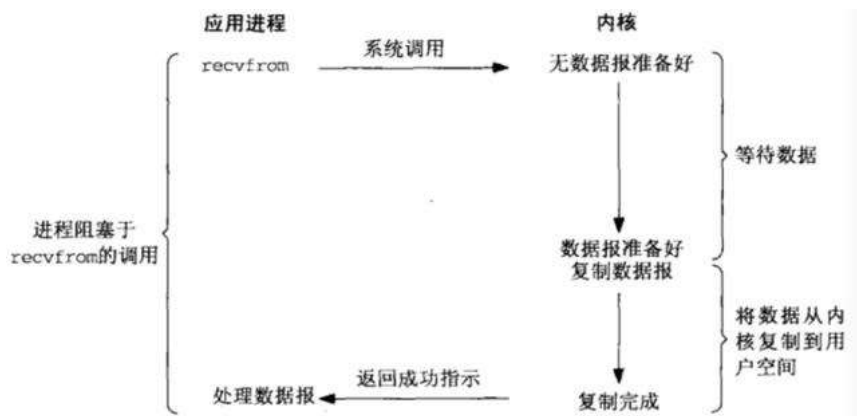 应用进程
内核
recvfrom
系统调用
无数据报准备好
等待数据
进程阻塞于
recvfrom的调用
数据报准备好
复制数据报
将数据从内
核复制到用
户空间
处理数据报
返回成功指示
复制完成